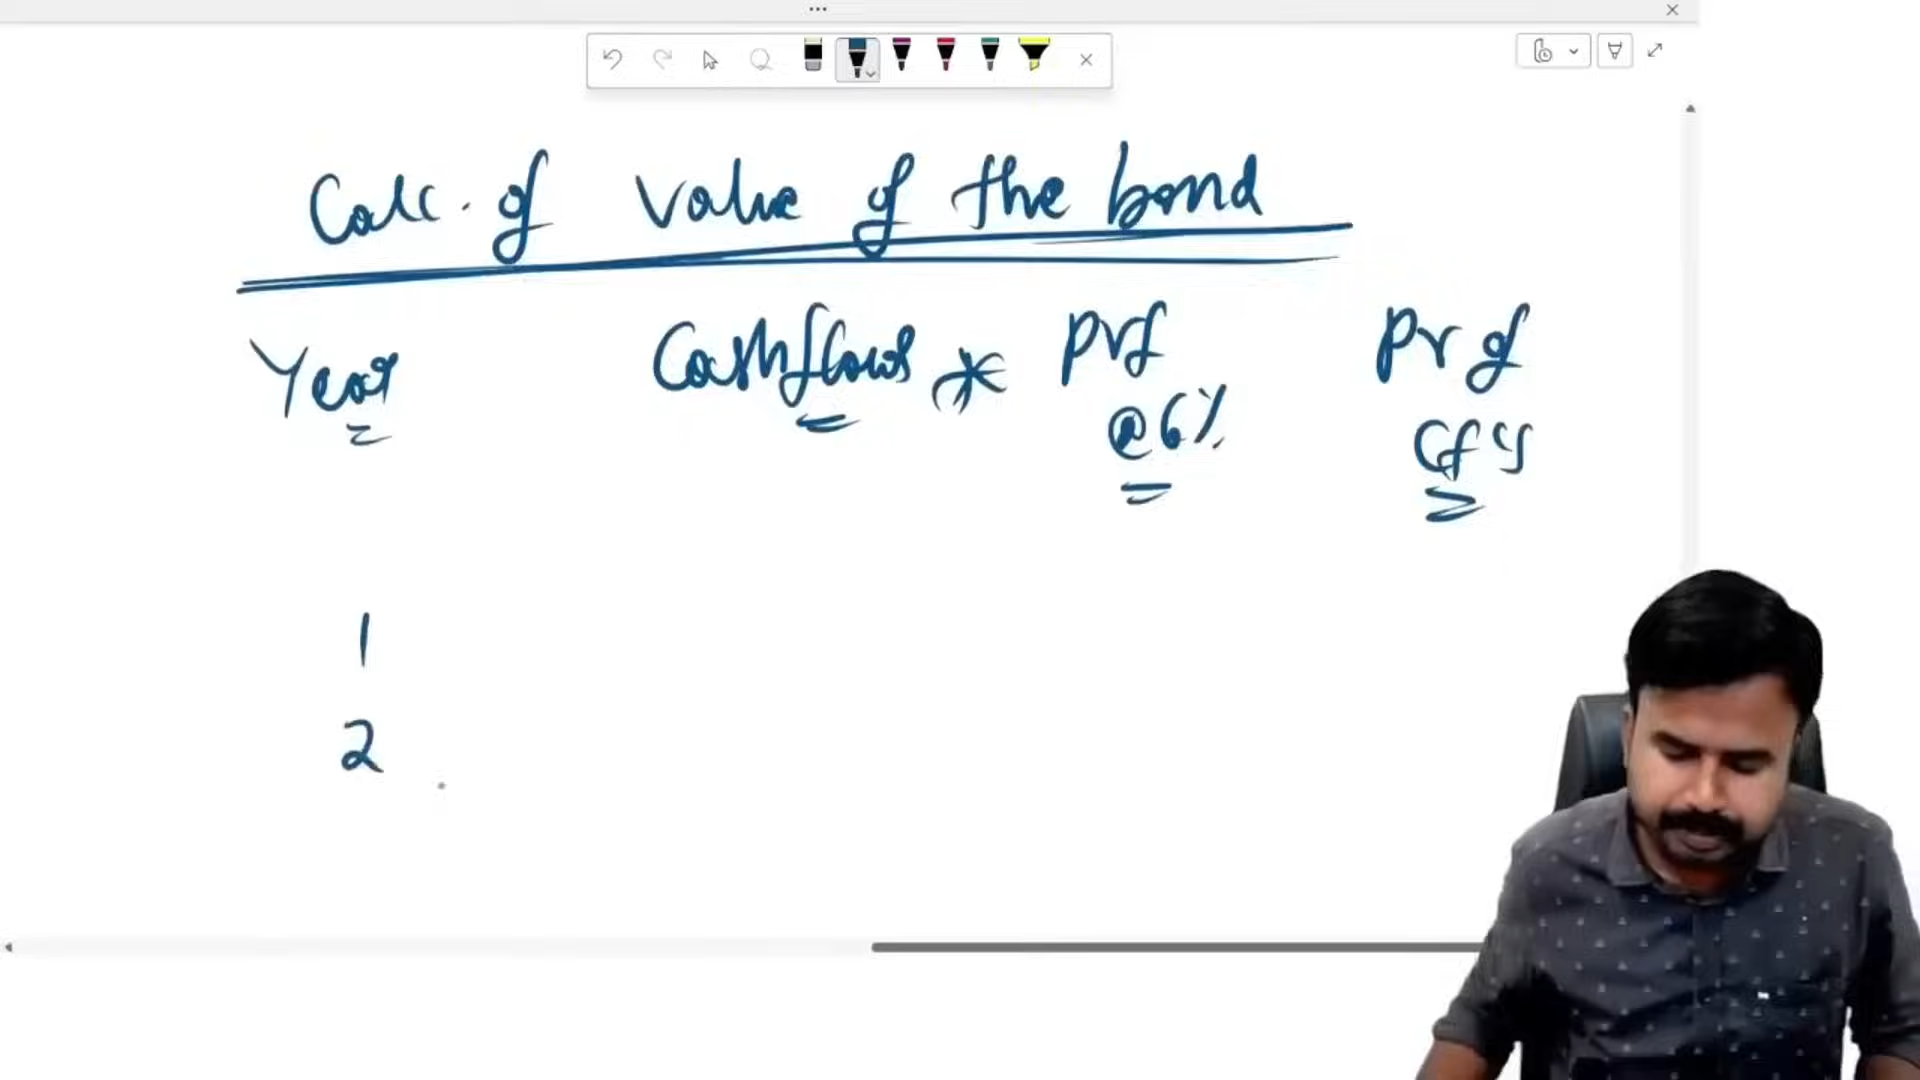 Calc. of value of the bond
Year Cashflows * PVf PV of
@6% Cf's
1
2